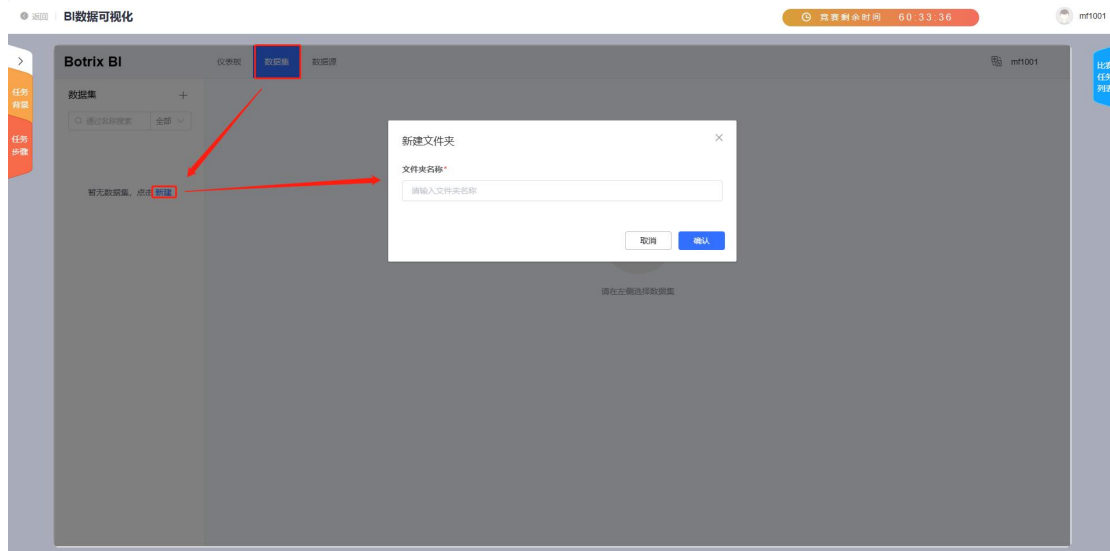 返回 BI数据可视化 竞赛剩余时间 60:33:36 mf1001
Botrix BI 仪表板 数据集 数据源 mf1001
任务
背景
任务
步骤
比赛
任务
列表
数据集
通过名称搜索 全部
暂无数据集，点击 新建
新建文件夹
文件夹名称*
请输入文件夹名称
取消 确认
请在左侧选择数据集